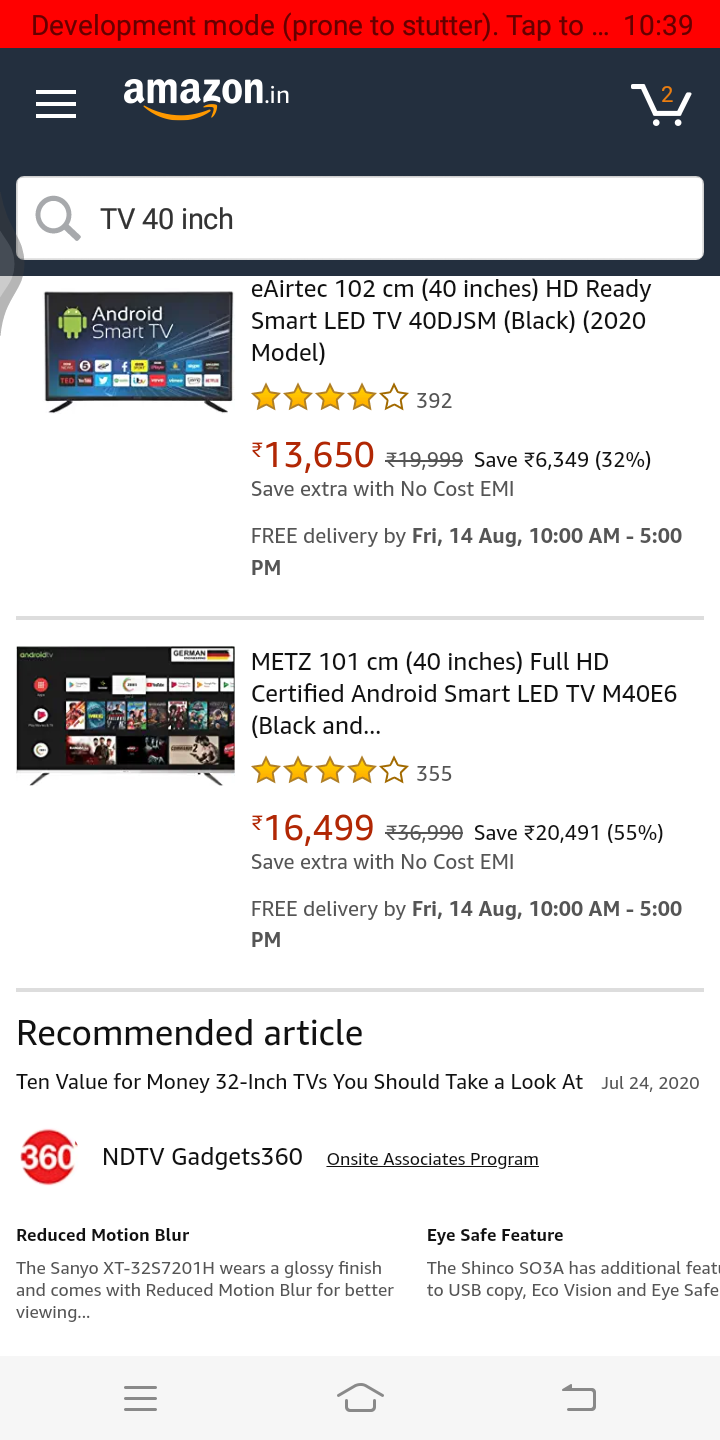 Development mode (prone to stutter). Tap to ... 10:39
amazon.in
2
TV 40 inch
Android
Smart TV
eAirtec 102 cm (40 inches) HD Ready
Smart LED TV 40DJSM (Black) (2020
Model)
392
₹13,650 ₹19,999 Save ₹6,349 (32%)
Save extra with No Cost EMI
FREE delivery by Fri, 14 Aug, 10:00 AM - 5:00
PM
androidtv
GERMAN
METZ 101 cm (40 inches) Full HD
Certified Android Smart LED TV M40E6
(Black and...
355
₹16,499 ₹36,990 Save ₹20,491 (55%)
Save extra with No Cost EMI
FREE delivery by Fri, 14 Aug, 10:00 AM - 5:00
PM
Recommended article
Ten Value for Money 32-Inch TVs You Should Take a Look At Jul 24, 2020
360
NDTV Gadgets360 Onsite Associates Program
Reduced Motion Blur
The Sanyo XT-32S7201H wears a glossy finish
and comes with Reduced Motion Blur for better
viewing...
Eye Safe Feature
The Shinco SO3A has additional feat
to USB copy, Eco Vision and Eye Safe